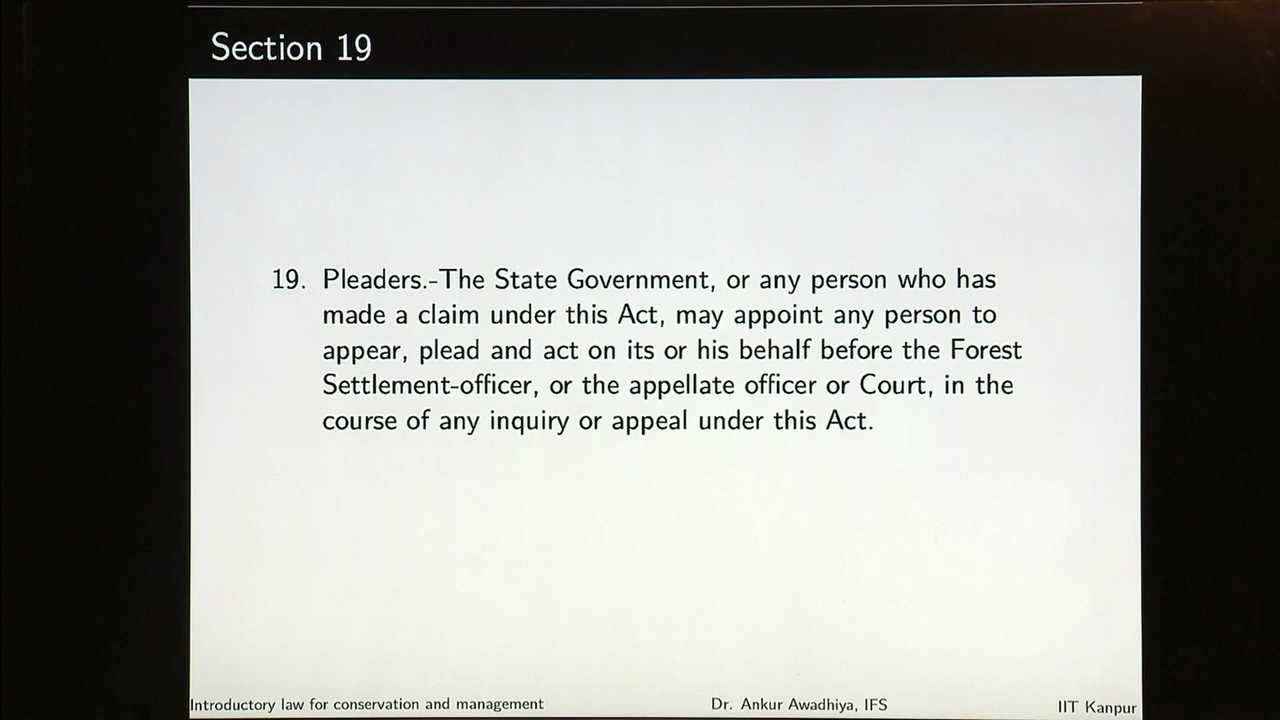 Section 19
19. Pleaders.-The State Government, or any person who has
made a claim under this Act, may appoint any person to
appear, plead and act on its or his behalf before the Forest
Settlement-officer, or the appellate officer or Court, in the
course of any inquiry or appeal under this Act.
Introductory law for conservation and management Dr. Ankur Awadhiya, IFS IIT Kanpur